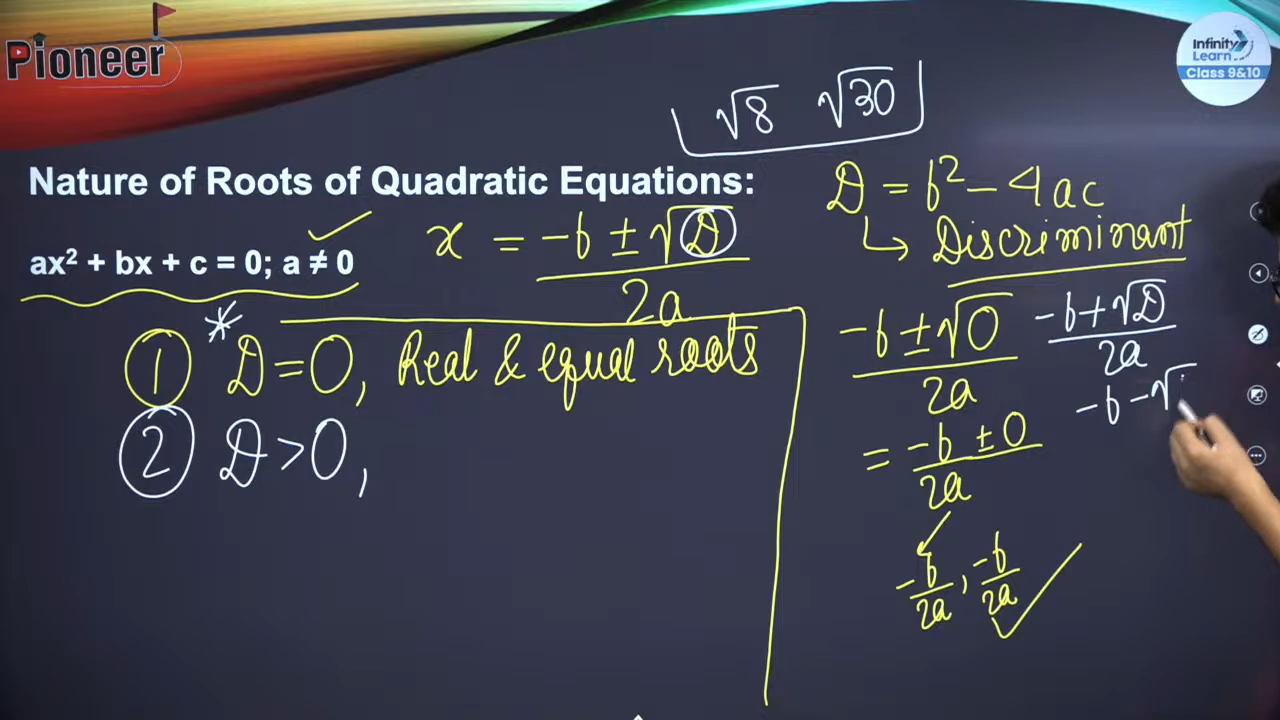 Pioneer
Infinity
Learn
Class 9&10
√8 √30
Nature of Roots of Quadratic Equations:
D = b² - 4ac
↳ Discriminant
ax² + bx + c = 0; a ≠ 0
x = (-b ± √D)/2a
① *D=0, Real & equal roots
② D>0,
(-b ± √0)/2a
= (-b ± 0)/2a
-b/2a, -b/2a ✓
(-b+√D)/2a
-b-√